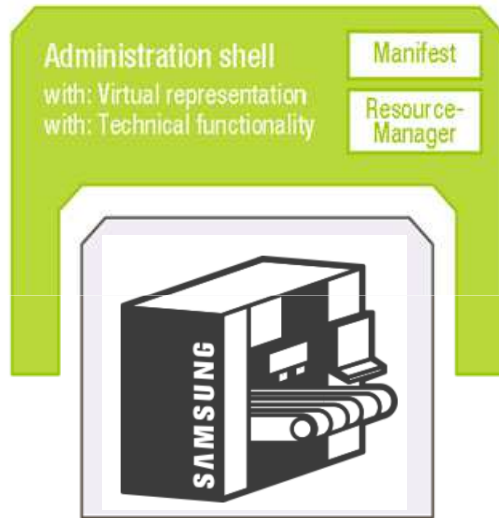 Administration shell
with: Virtual representation
with: Technical functionality
Manifest
Resource-
Manager
SAMSUNG